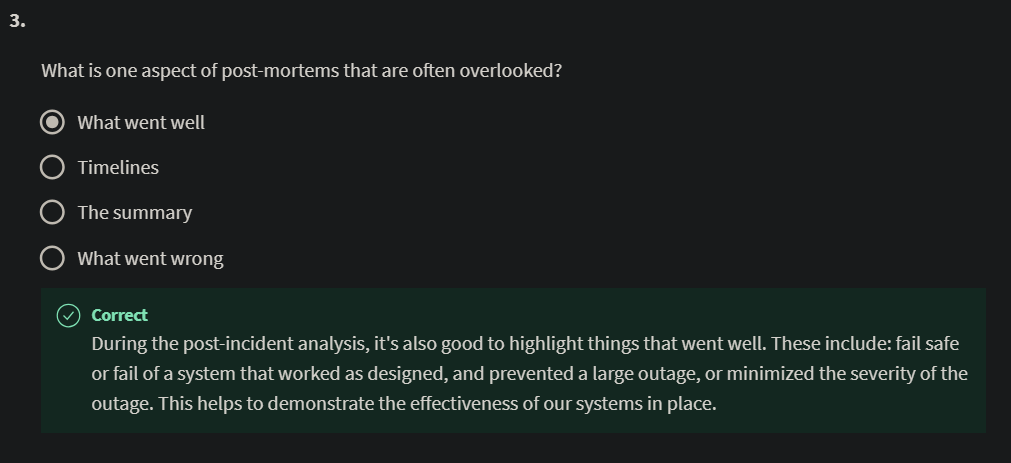 3.
What is one aspect of post-mortems that are often overlooked?
What went well
Timelines
The summary
What went wrong
Correct
During the post-incident analysis, it's also good to highlight things that went well. These include: fail safe
or fail of a system that worked as designed, and prevented a large outage, or minimized the severity of the
outage. This helps to demonstrate the effectiveness of our systems in place.